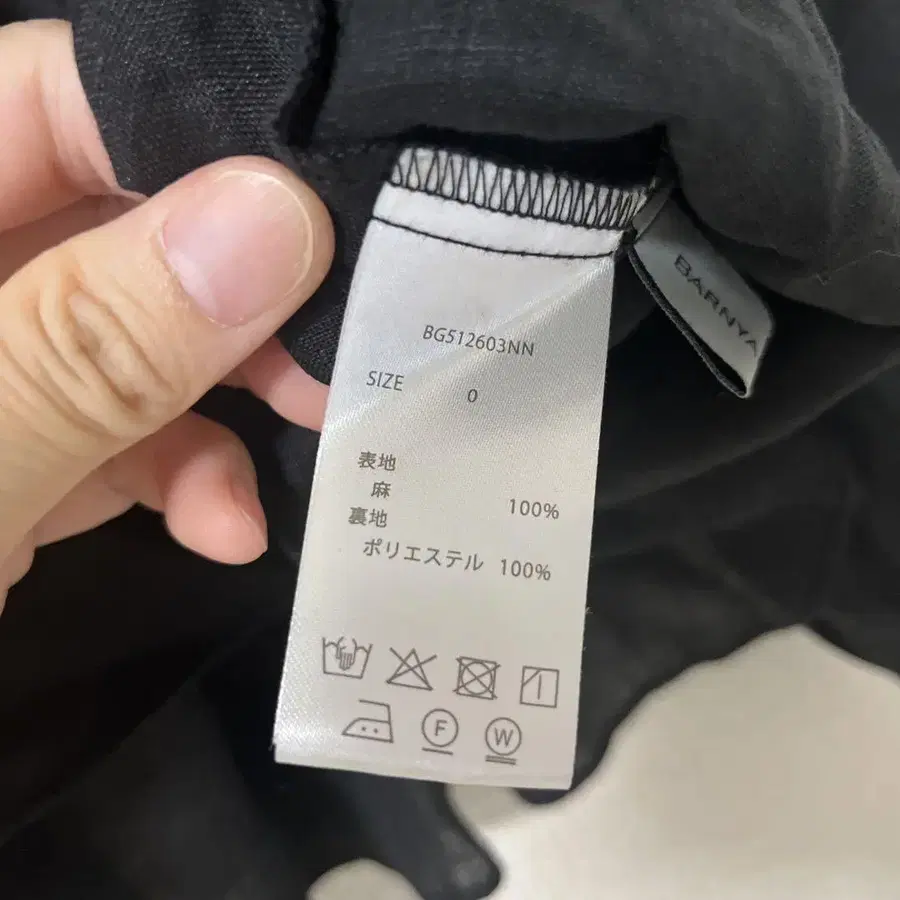 BG512603NN
SIZE 0
表地
麻 100%
裏地
ポリエステル 100%
F W
BARNYA